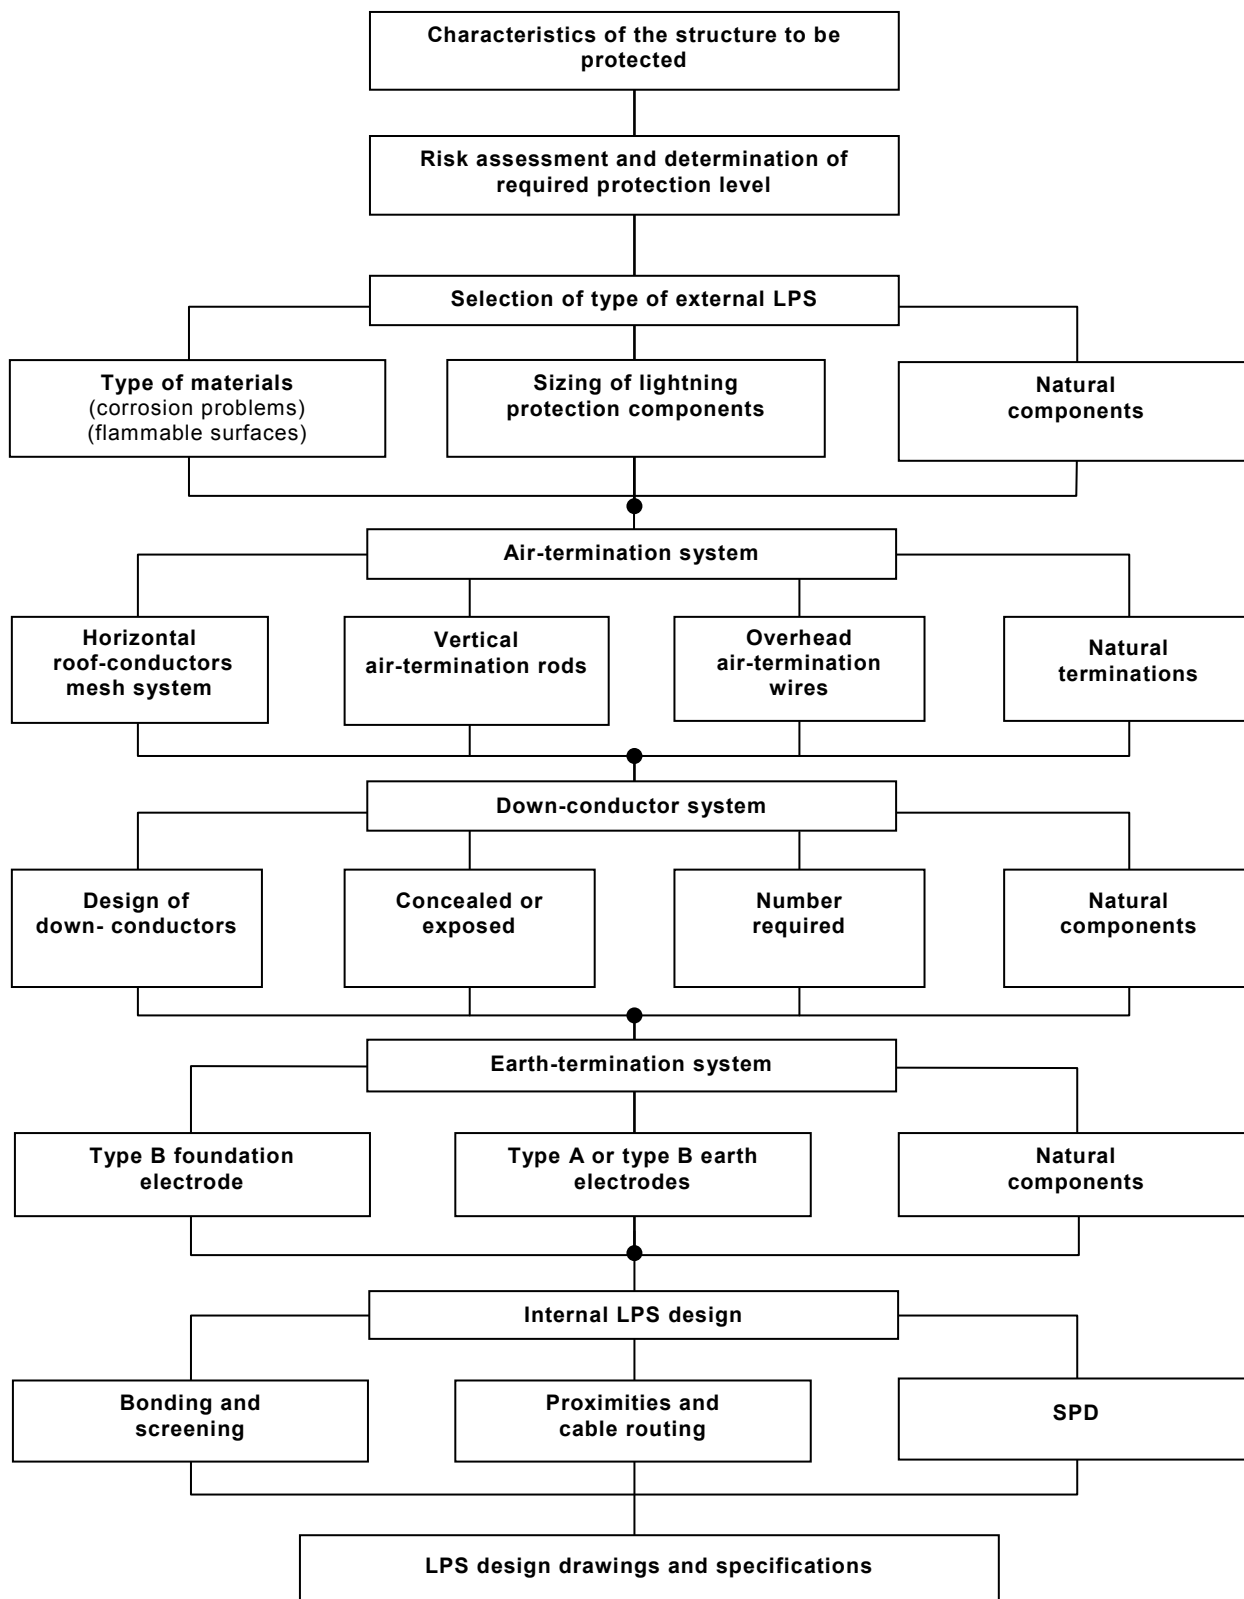 Characteristics of the structure to be
protected
Risk assessment and determination of
required protection level
Selection of type of external LPS
Type of materials
(corrosion problems)
(flammable surfaces)
Sizing of lightning
protection components
Natural
components
Air-termination system
Horizontal
roof-conductors
mesh system
Vertical
air-termination rods
Overhead
air-termination
wires
Natural
terminations
Down-conductor system
Design of
down- conductors
Concealed or
exposed
Number
required
Natural
components
Earth-termination system
Type B foundation
electrode
Type A or type B earth
electrodes
Natural
components
Internal LPS design
Bonding and
screening
Proximities and
cable routing
SPD
LPS design drawings and specifications